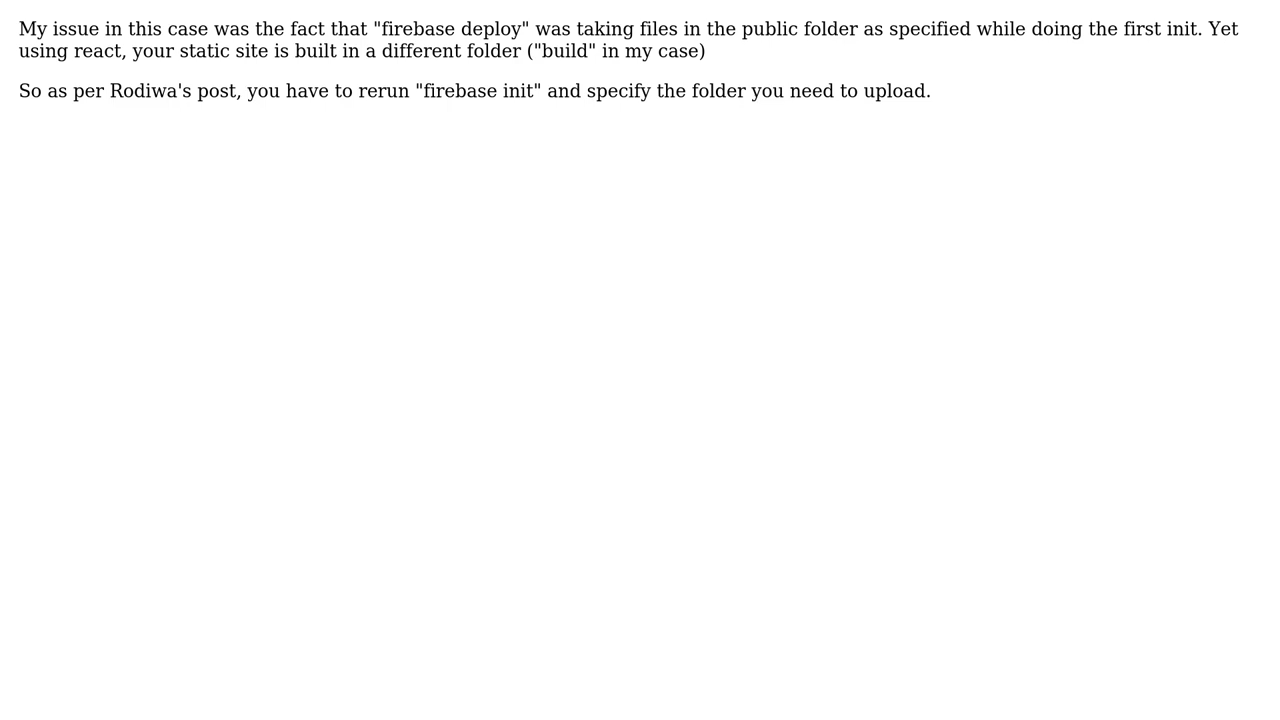 My issue in this case was the fact that "firebase deploy" was taking files in the public folder as specified while doing the first init. Yet
using react, your static site is built in a different folder ("build" in my case)
So as per Rodiwa's post, you have to rerun "firebase init" and specify the folder you need to upload.